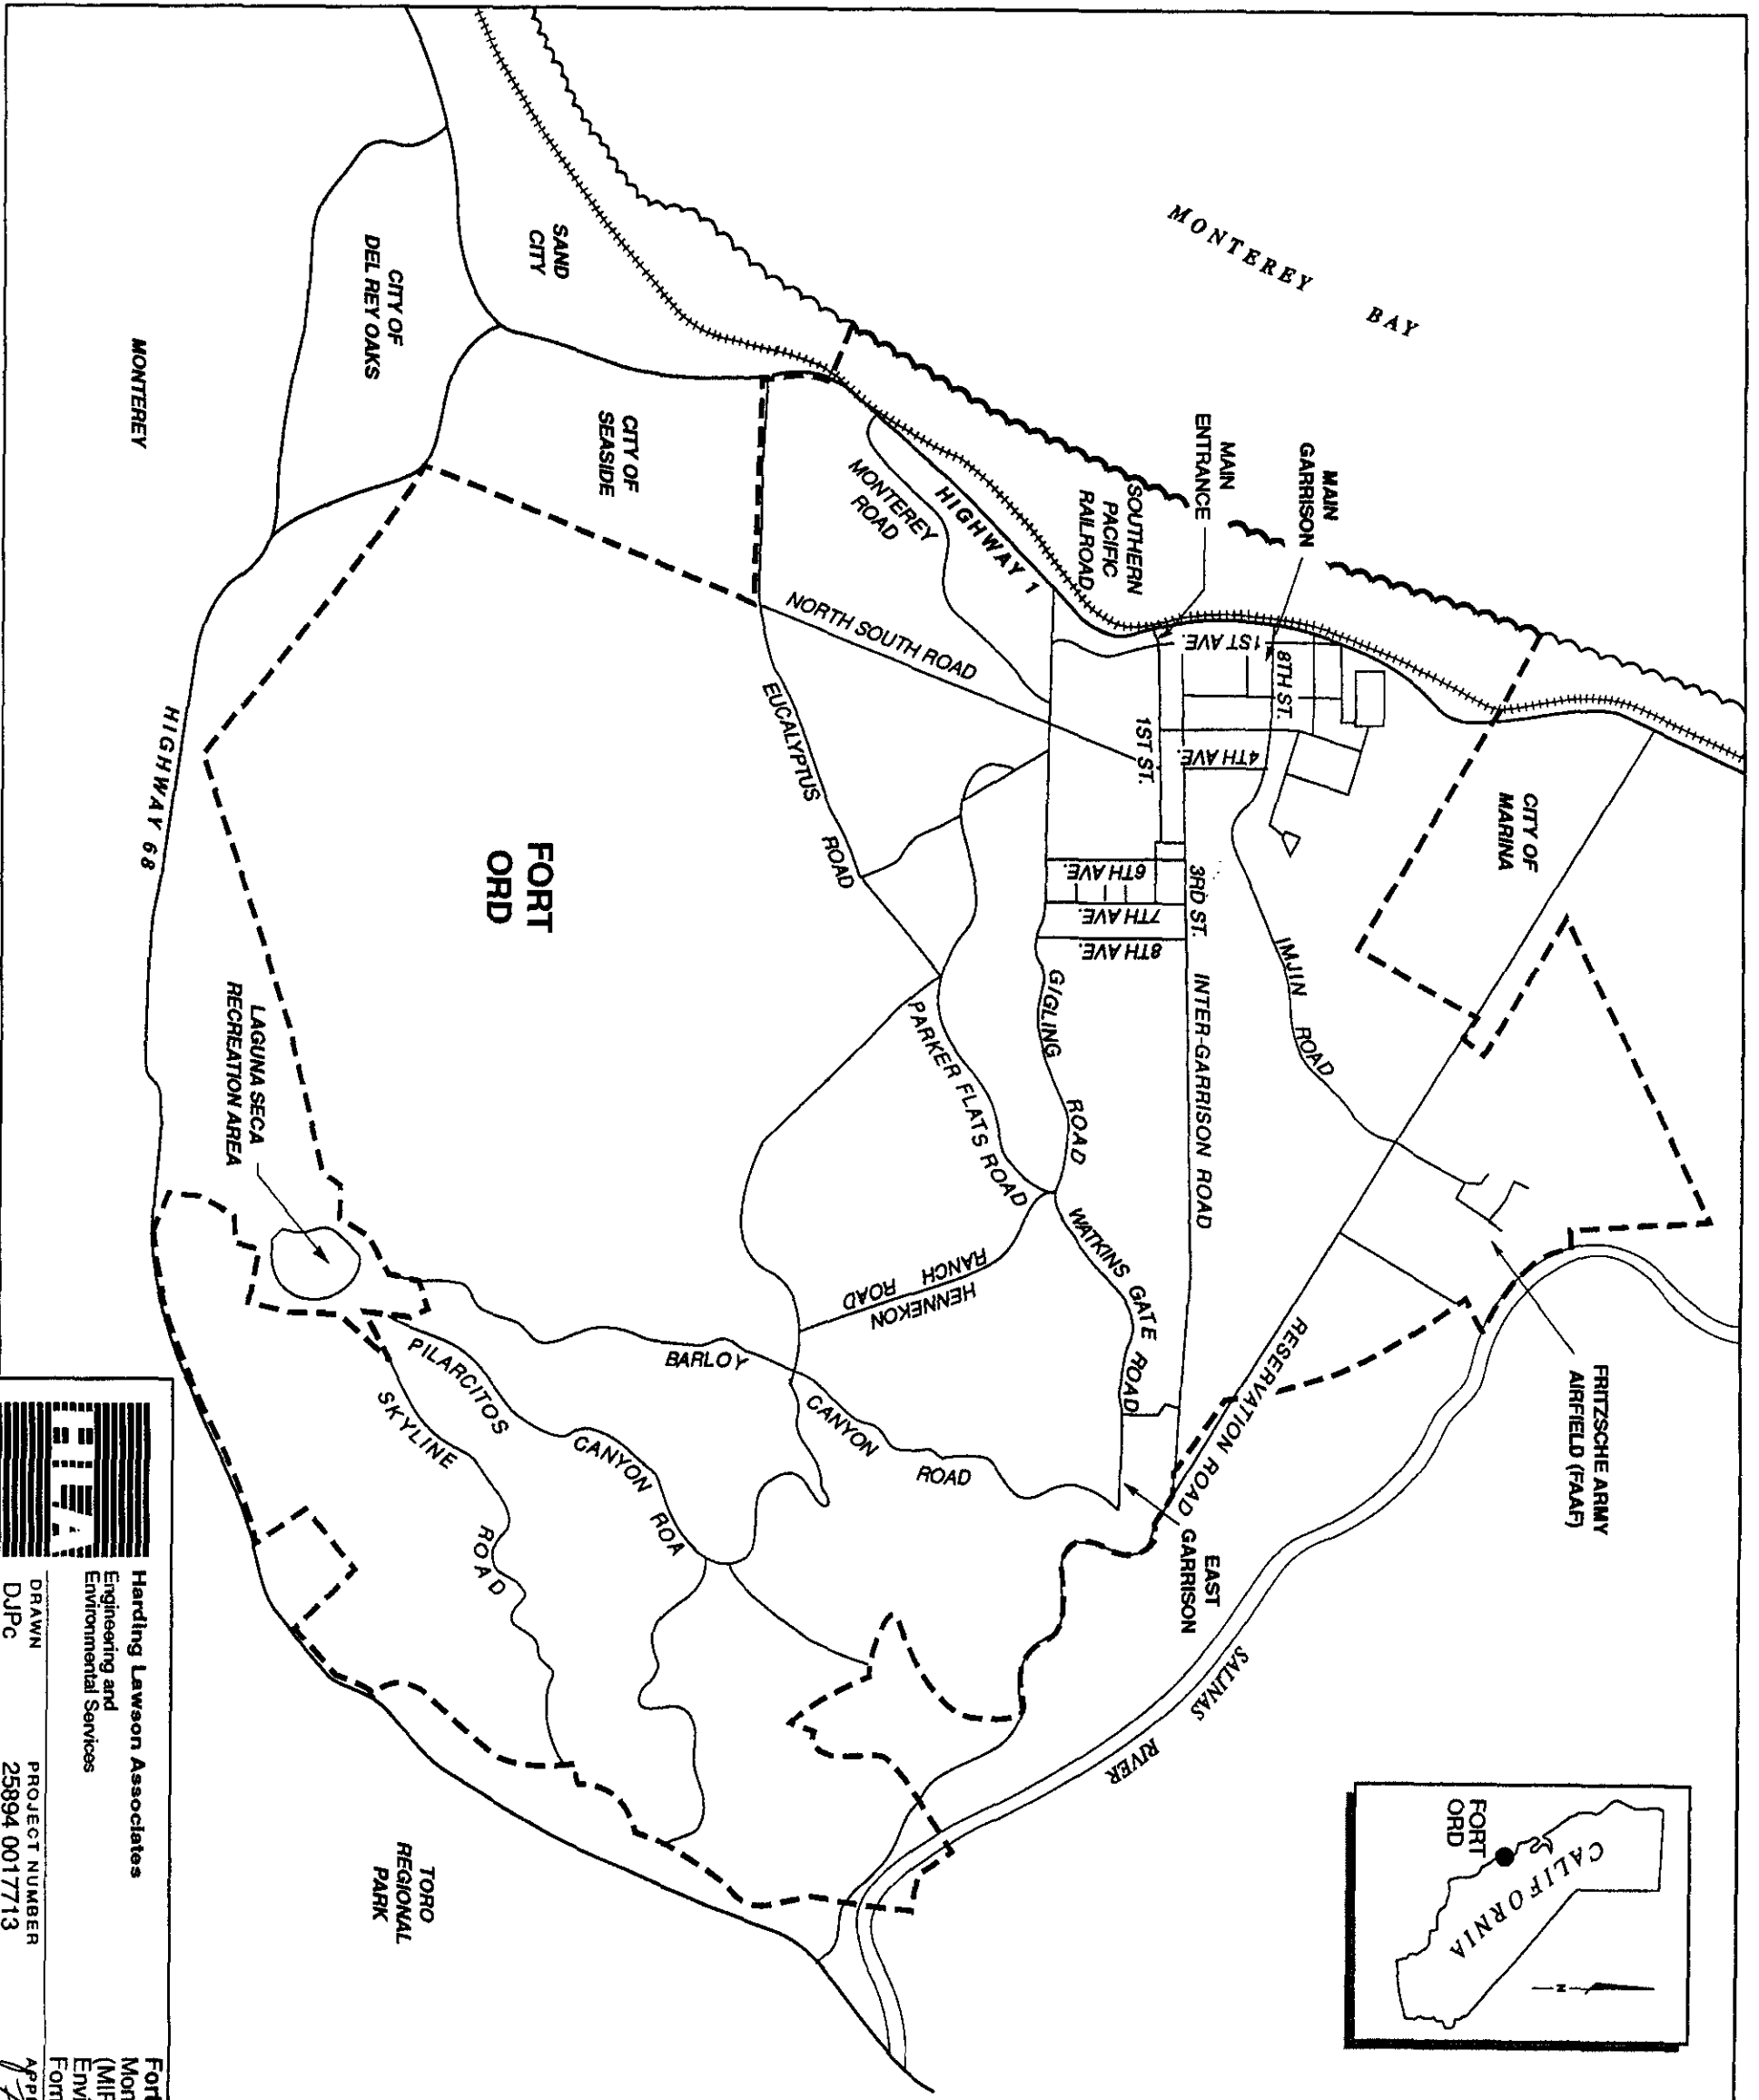 MONTEREY BAY
MAIN
GARRISON
MAIN
ENTRANCE
SOUTHERN
PACIFIC
RAILROAD
HIGHWAY 1
MONTEREY
ROAD
SAND
CITY
CITY OF
DEL REY OAKS
CITY OF
SEASIDE
MONTEREY
NORTH SOUTH ROAD
EUCALYPTUS ROAD
1ST AVE.
8TH ST.
1ST ST.
4TH AVE.
3RD ST.
6TH AVE.
7TH AVE.
8TH AVE.
CITY OF
MARINA
IMJIN ROAD
INTER-GARRISON ROAD
GIGLING ROAD
PARKER FLATS ROAD
WATKINS GATE ROAD
HENNEKON
RANCH ROAD
RESERVATION ROAD
FRITZSCHE ARMY
AIRFIELD (FAAF)
EAST
GARRISON
SALINAS RIVER
FORT
ORD
HIGHWAY 68
LAGUNA SECA
RECREATION AREA
BARLOY CANYON ROAD
PILARCITOS CANYON ROA
SKYLINE ROAD
TORO
REGIONAL
PARK
FORT
ORD
CALIFORNIA
N
HLA
Harding Lawson Associates
Engineering and
Environmental Services
DRAWN
DJPc
PROJECT NUMBER
25894 0017713
Fort